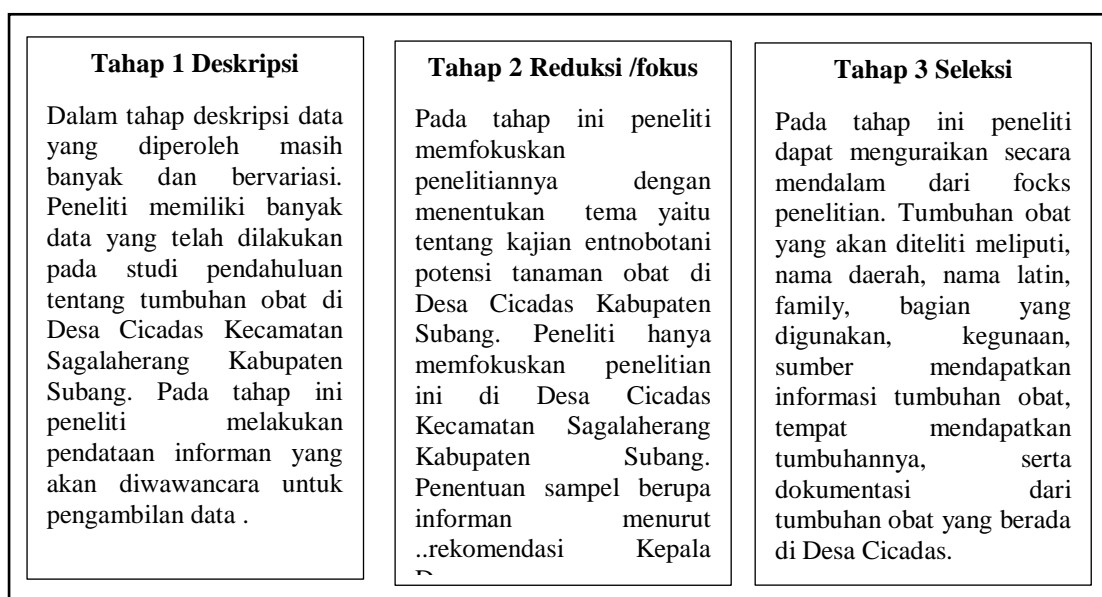 Tahap 1 Deskripsi
Dalam tahap deskripsi data
yang diperoleh masih
banyak dan bervariasi.
Peneliti memiliki banyak
data yang telah dilakukan
pada studi pendahuluan
tentang tumbuhan obat di
Desa Cicadas Kecamatan
Sagalaherang Kabupaten
Subang. Pada tahap ini
peneliti melakukan
pendataan informan yang
akan diwawancara untuk
pengambilan data .
Tahap 2 Reduksi /fokus
Pada tahap ini peneliti
memfokuskan
penelitiannya dengan
menentukan tema yaitu
tentang kajian entnobotani
potensi tanaman obat di
Desa Cicadas Kabupaten
Subang. Peneliti hanya
memfokuskan penelitian
ini di Desa Cicadas
Kecamatan Sagalaherang
Kabupaten Subang.
Penentuan sampel berupa
informan menurut
..rekomendasi Kepala
Tahap 3 Seleksi
Pada tahap ini peneliti
dapat menguraikan secara
mendalam dari focks
penelitian. Tumbuhan obat
yang akan diteliti meliputi,
nama daerah, nama latin,
family, bagian yang
digunakan, kegunaan,
sumber mendapatkan
informasi tumbuhan obat,
tempat mendapatkan
tumbuhannya, serta
dokumentasi dari
tumbuhan obat yang berada
di Desa Cicadas.